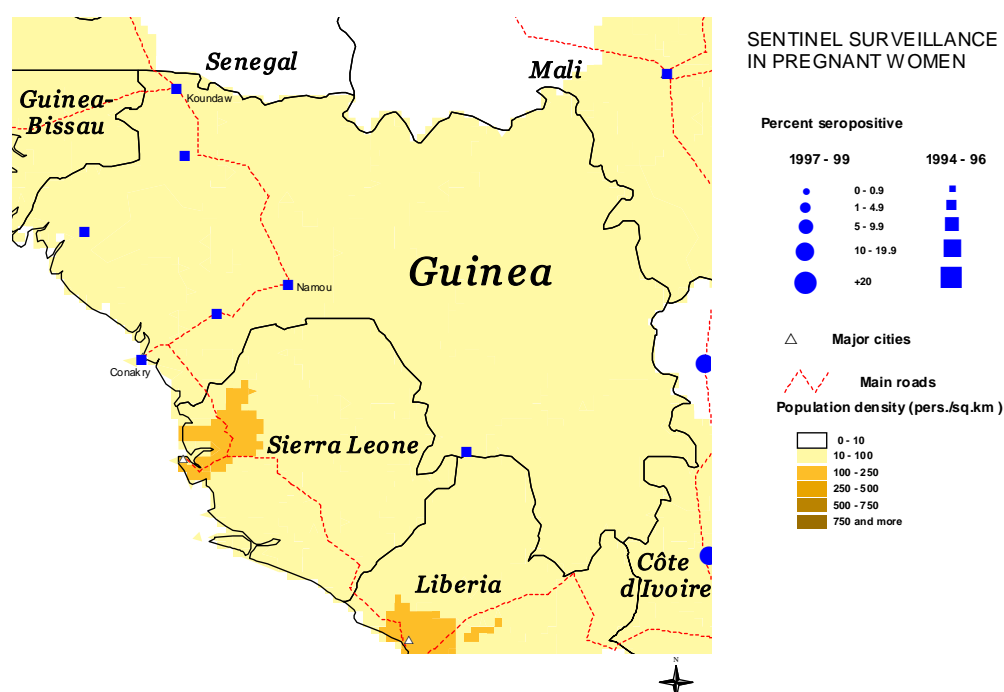 SENTINEL SURVEILLANCE
IN PREGNANT WOMEN
Senegal
Mali
Guinea-
Bissau
Koundaw
Guinea
Namou
Conakry
Sierra Leone
Liberia
Côte
d'Ivoire
Percent seropositive
1997 - 99 1994 - 96
0 - 0.9
1 - 4.9
5 - 9.9
10 - 19.9
+20
Major cities
Main roads
Population density (pers./sq.km )
0 - 10
10 - 100
100 - 250
250 - 500
500 - 750
750 and more
N